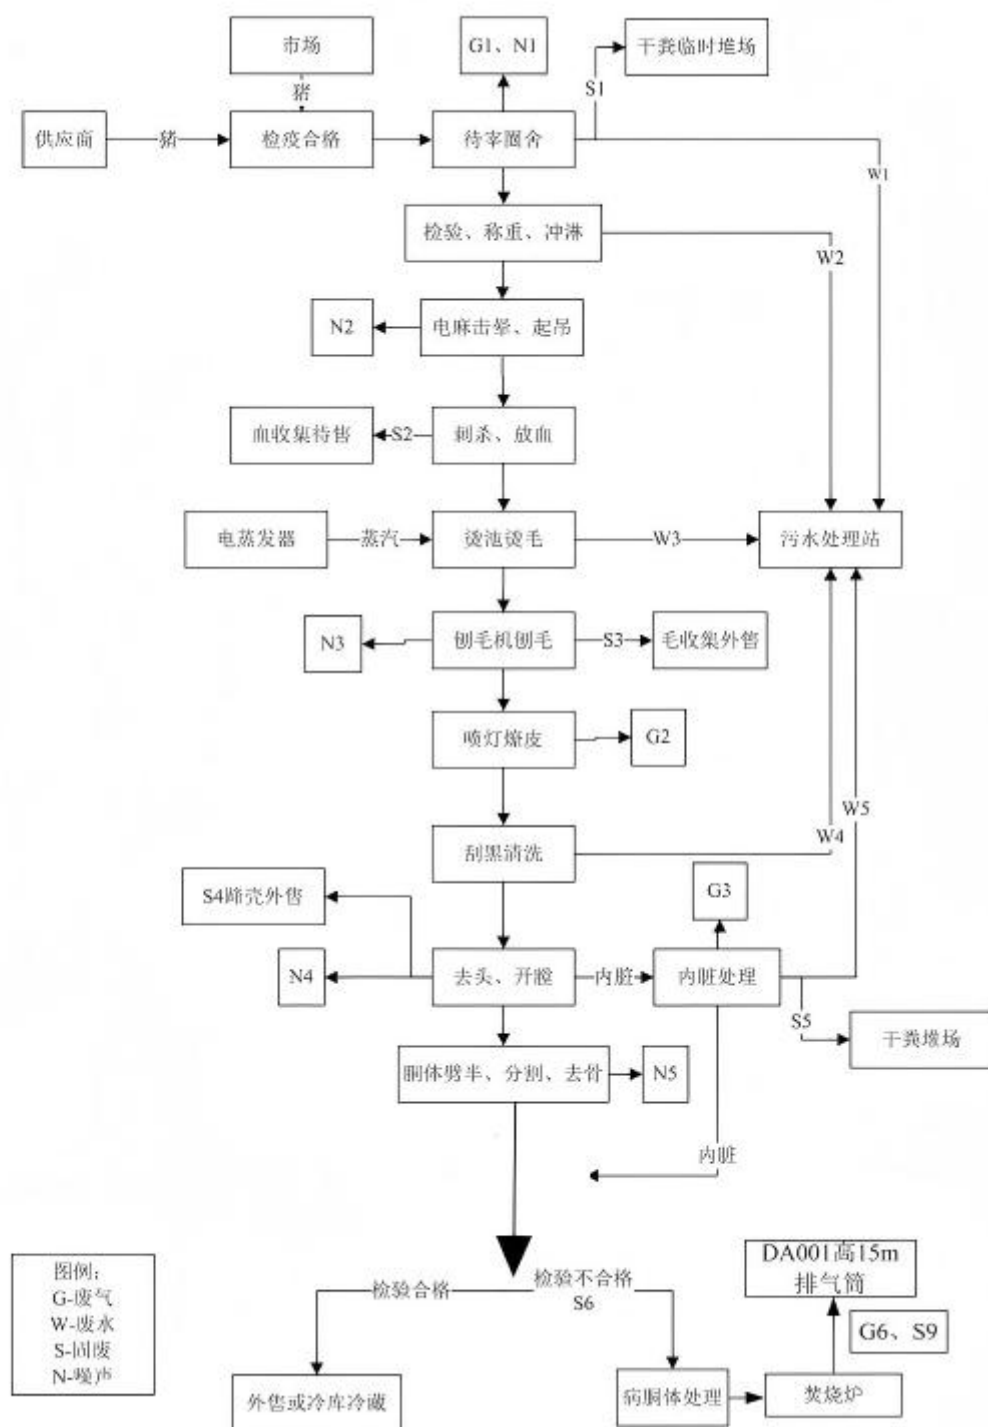 市场
G1、N1
干粪临时堆场
猪
S1
供应商
猪
检疫合格
待宰圈舍
W1
检验、称重、冲淋
W2
N2
电麻击晕、起吊
血收集待售
S2
刺杀、放血
电蒸发器
蒸汽
烫池烫毛
W3
污水处理站
N3
刨毛机刨毛
S3
毛收集外售
喷灯燎皮
G2
W5
刮黑清洗
W4
S4蹄壳外售
G3
N4
去头、开膛
内脏
内脏处理
S5
干粪堆场
胴体劈半、分割、去骨
N5
内脏
图例：
G-废气
W-废水
S-固废
N-噪声
检验合格
检验不合格
S6
DA001高15m
排气筒
G6、S9
外售或冷库冷藏
病胴体处理
焚烧炉